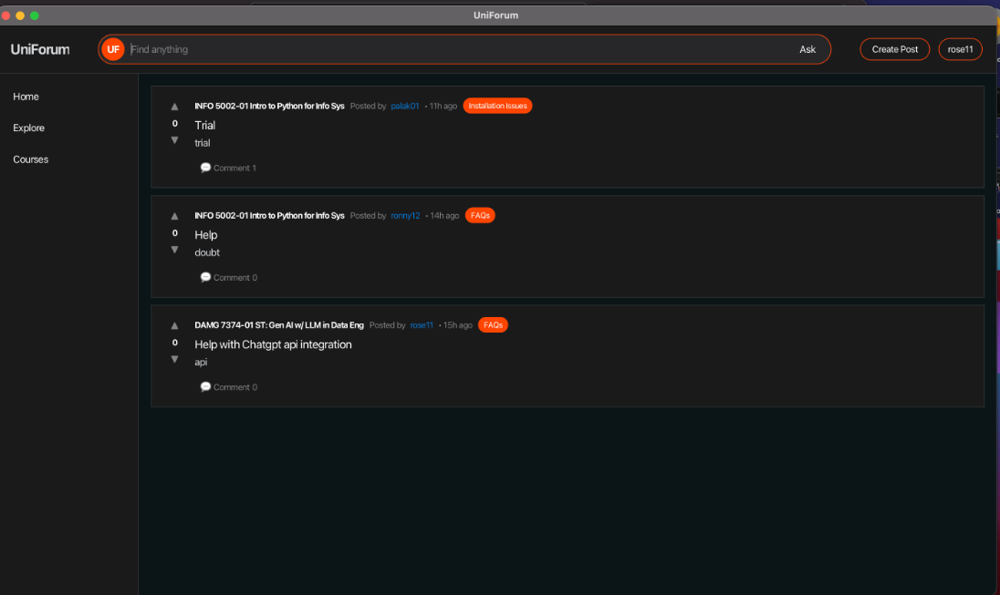 UniForum
UniForum
UF Find anything Ask
Create Post
rose11
Home
Explore
Courses
INFO 5002-01 Intro to Python for Info Sys Posted by palak01 • 11h ago Installation Issues
0
Trial
trial
Comment 1
INFO 5002-01 Intro to Python for Info Sys Posted by ronny12 • 14h ago FAQs
0
Help
doubt
Comment 0
DAMG 7374-01 ST: Gen AI w/ LLM in Data Eng Posted by rose11 • 15h ago FAQs
0
Help with Chatgpt api integration
api
Comment 0